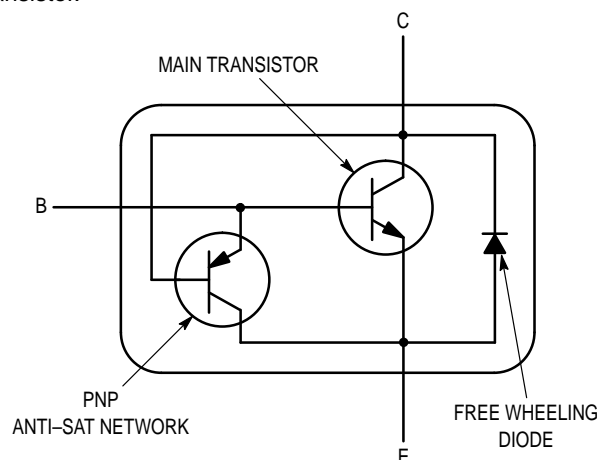 C
MAIN TRANSISTOR
B
PNP
ANTI–SAT NETWORK
FREE WHEELING
DIODE
E